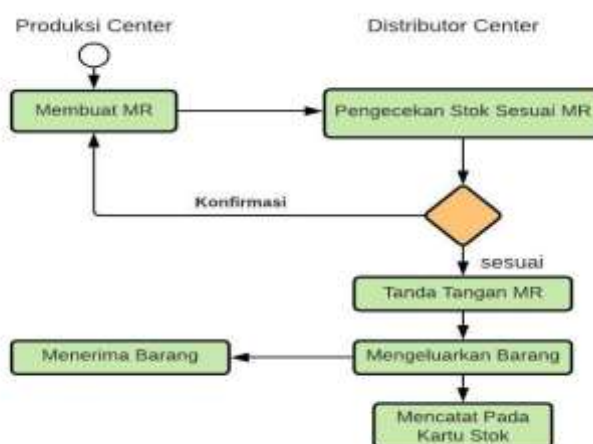 Produksi Center
Distributor Center
Membuat MR
Pengecekan Stok Sesuai MR
Konfirmasi
sesuai
Tanda Tangan MR
Menerima Barang
Mengeluarkan Barang
Mencatat Pada
Kartu Stok